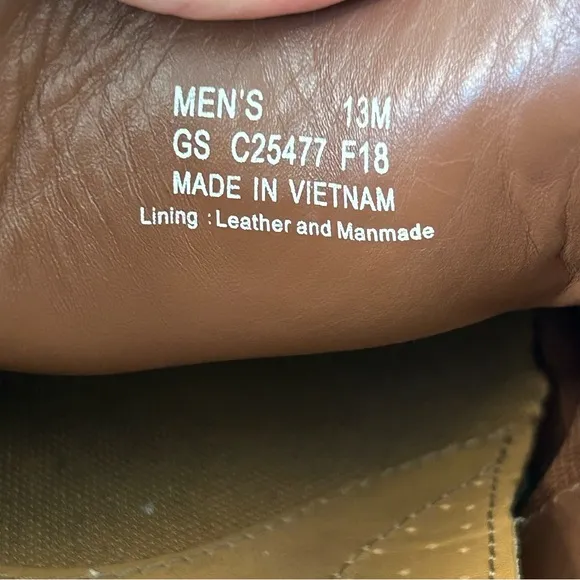 MEN'S 13M
GS C25477 F18
MADE IN VIETNAM
Lining : Leather and Manmade